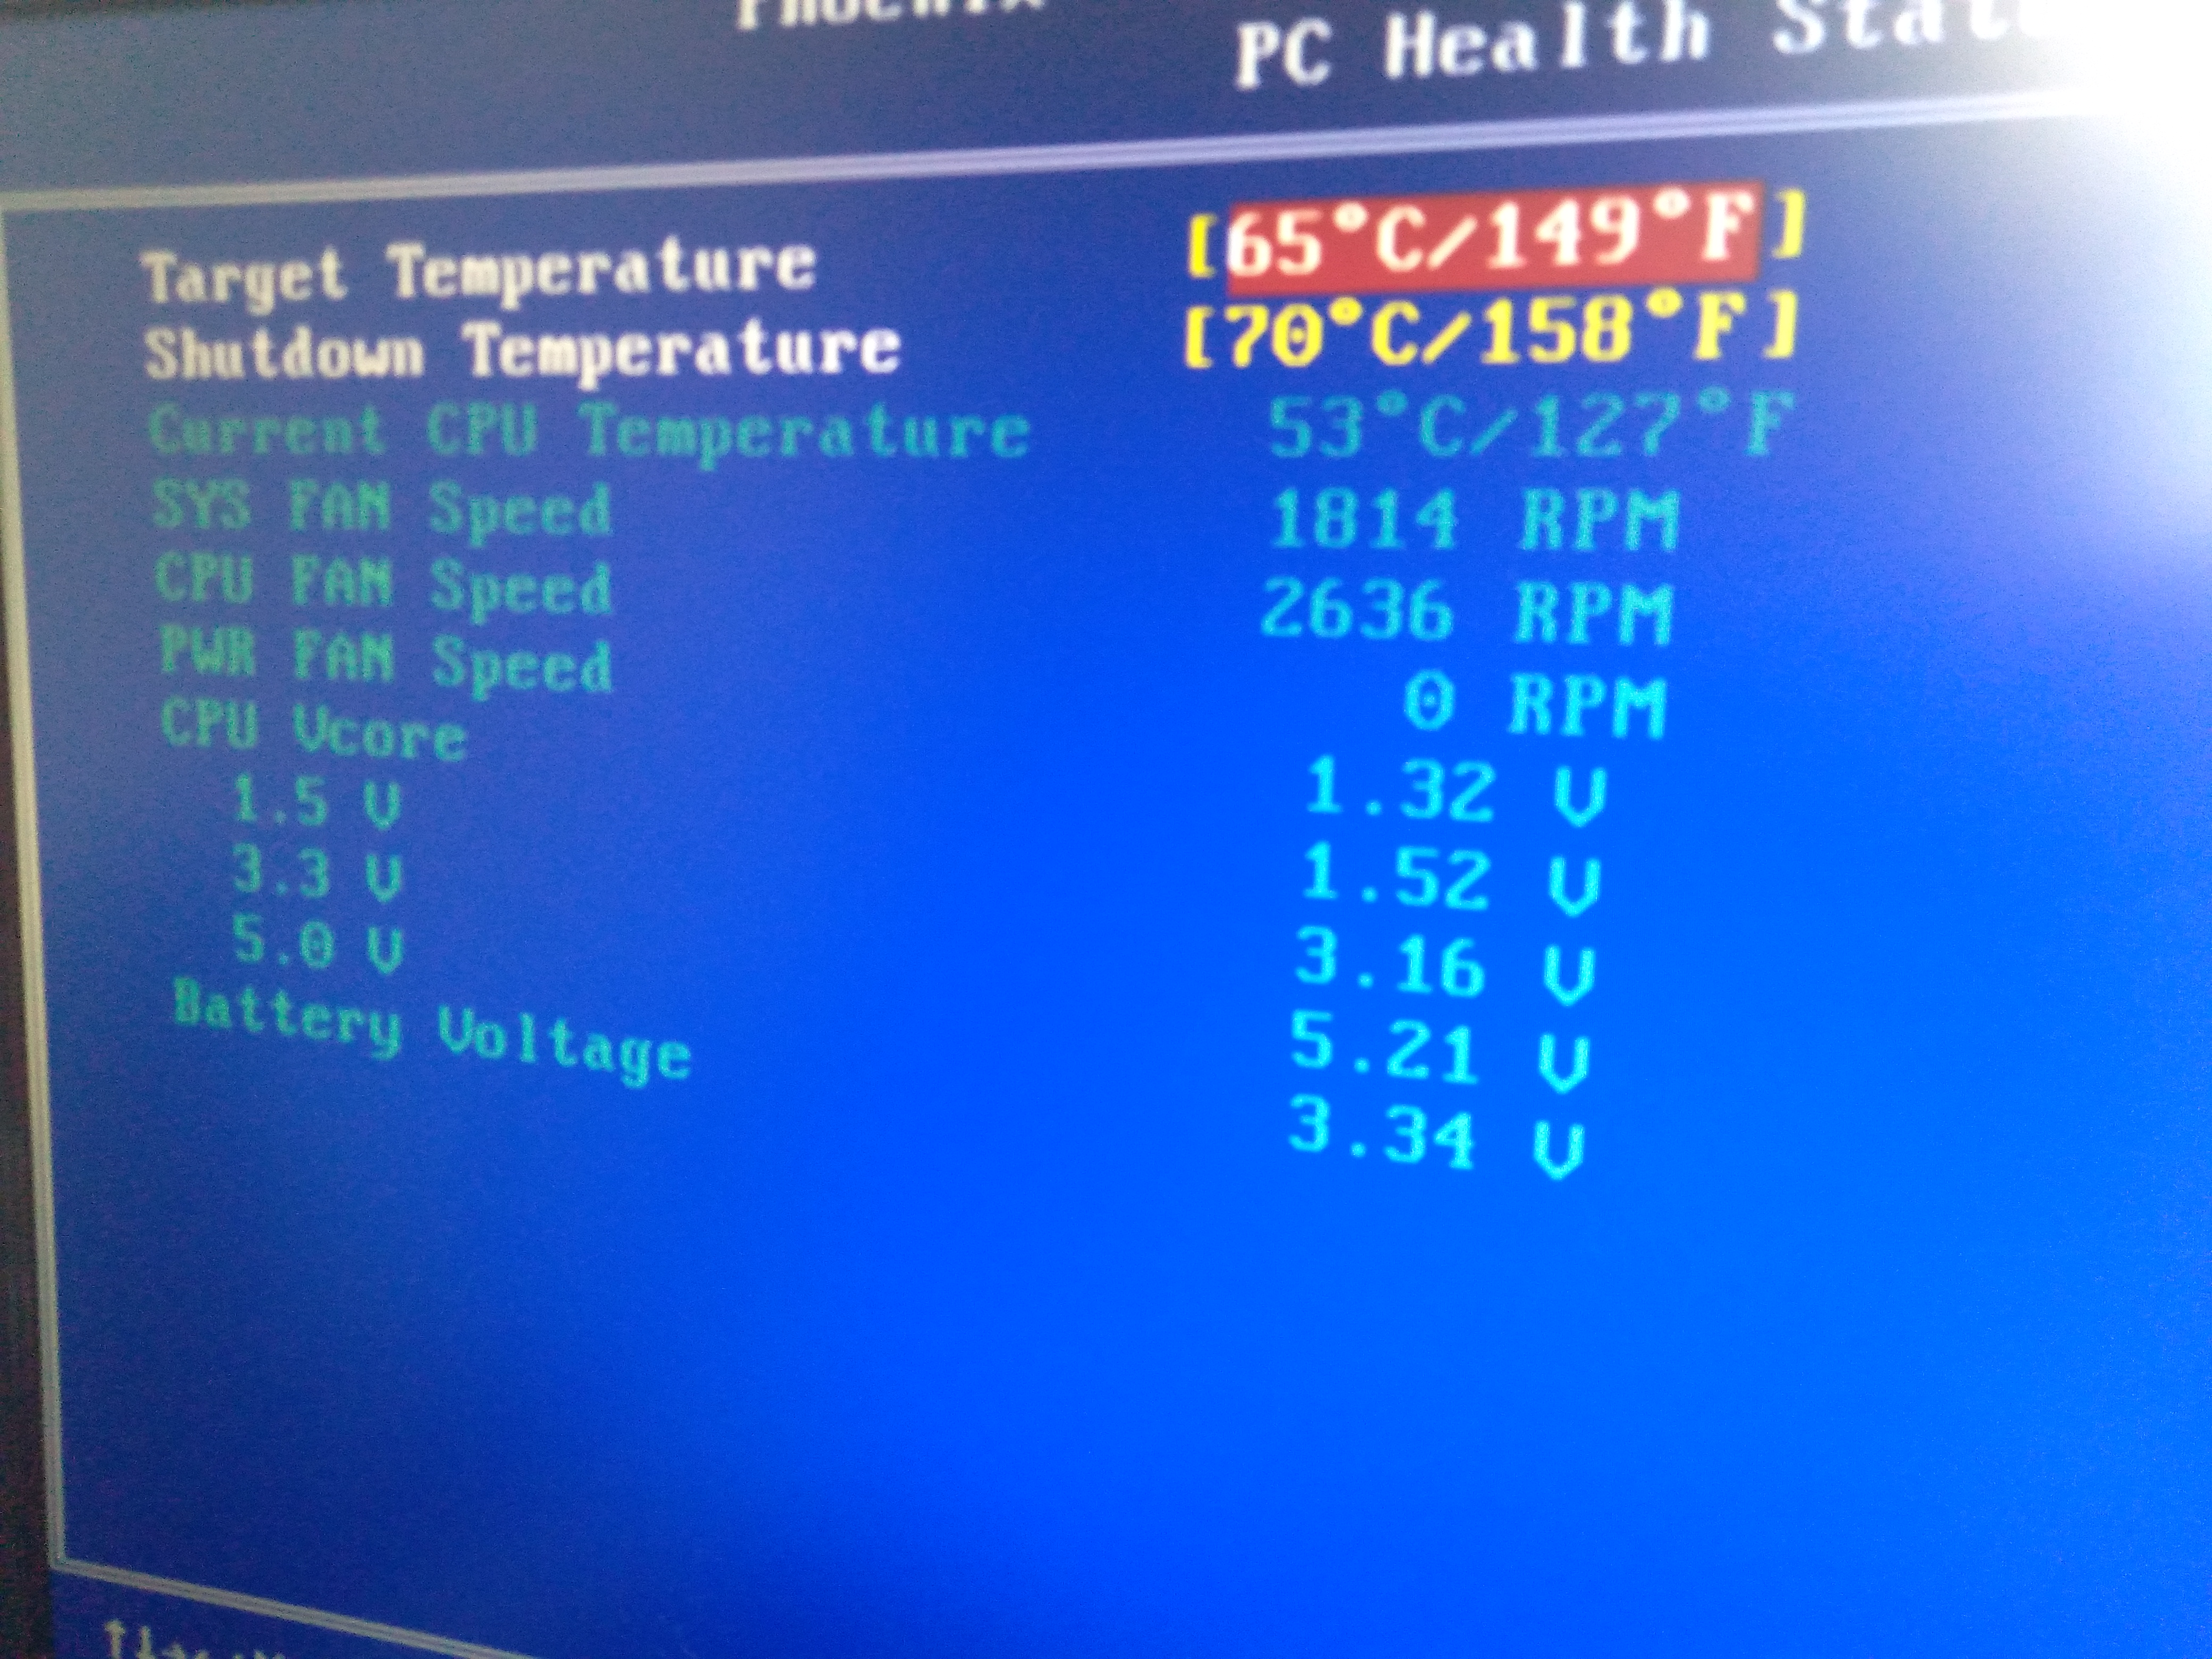 Phoenix
PC Health
Target Temperature [65°C/149°F]
Shutdown Temperature [70°C/158°F]
Current CPU Temperature 53°C/127°F
SYS FAN Speed 1814 RPM
CPU FAN Speed 2636 RPM
PWR FAN Speed 0 RPM
CPU Vcore 1.32 V
1.5 V 1.52 V
3.3 V 3.16 V
5.0 V 5.21 V
Battery Voltage 3.34 V